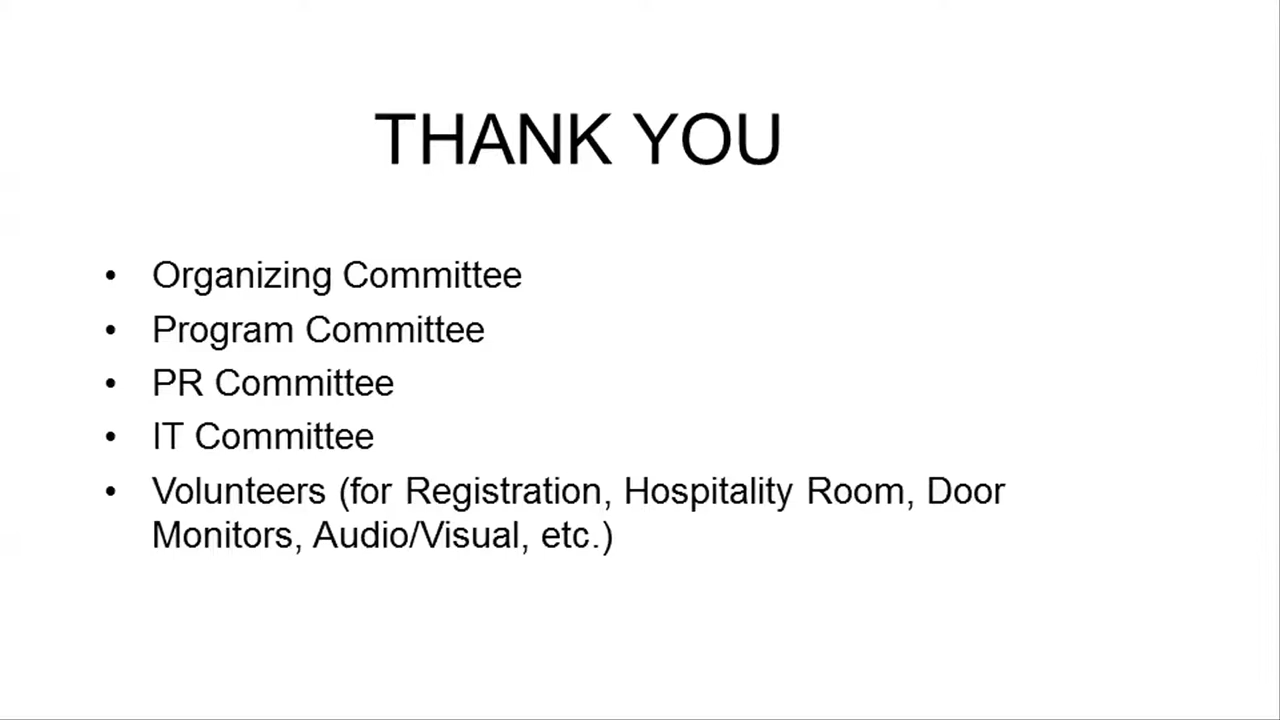 THANK YOU
• Organizing Committee
• Program Committee
• PR Committee
• IT Committee
• Volunteers (for Registration, Hospitality Room, Door
Monitors, Audio/Visual, etc.)